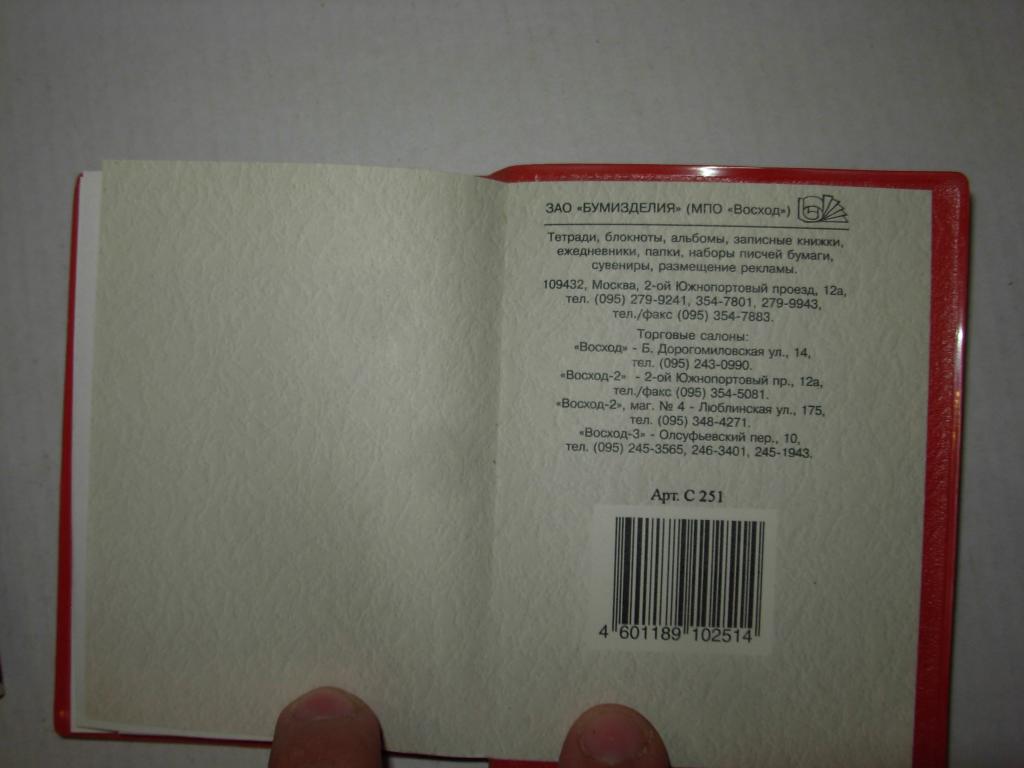 ЗАО «БУМИЗДЕЛИЯ» (МПО «Восход»)
Тетради, блокноты, альбомы, записные книжки,
ежедневники, папки, наборы писчей бумаги,
сувениры, размещение рекламы.
109432, Москва, 2-ой Южнопортовый проезд, 12а,
тел. (095) 279-9241, 354-7801, 279-9943,
тел./факс (095) 354-7883.
Торговые салоны:
«Восход» - Б. Дорогомиловская ул., 14,
тел. (095) 243-0990.
«Восход-2» - 2-ой Южнопортовый пр., 12а,
тел./факс (095) 354-5081.
«Восход-2», маг. № 4 - Люблинская ул., 175,
тел. (095) 348-4271.
«Восход-3» - Олсуфьевский пер., 10,
тел. (095) 245-3565, 246-3401, 245-1943.
Арт. С 251
4 601189 102514